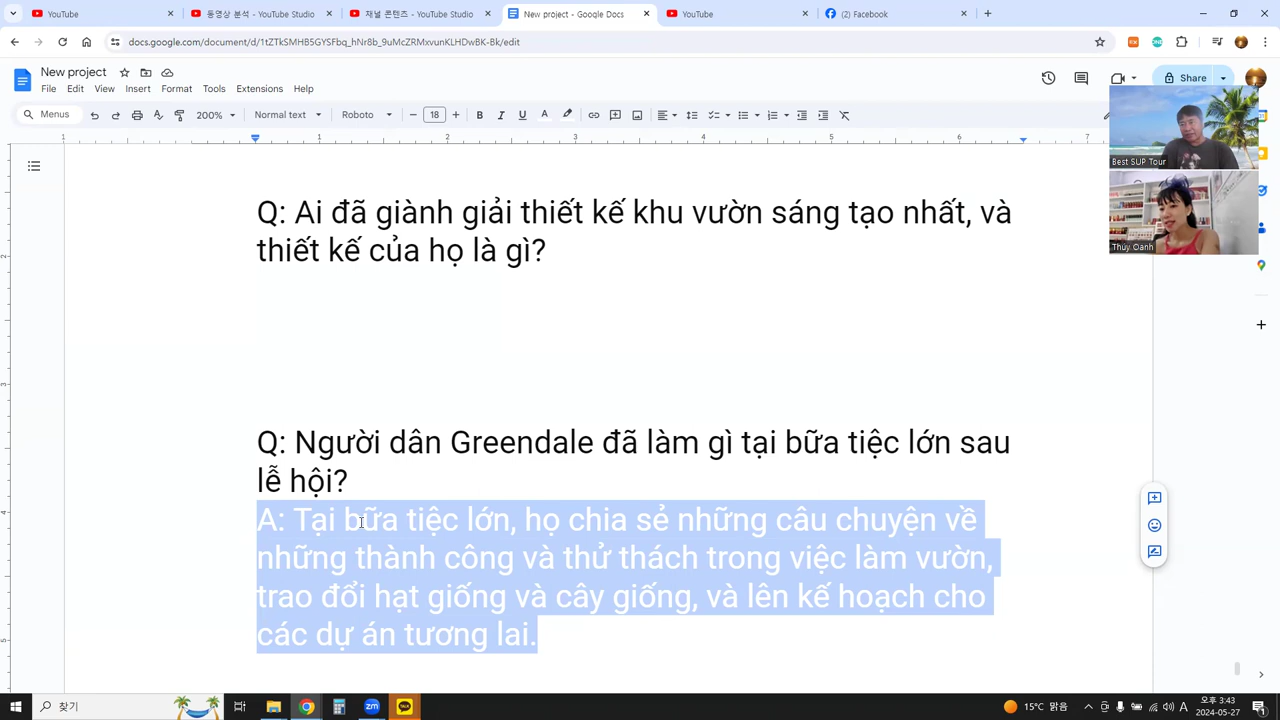 YouTube
동영상 분석 - YouTube Studio
채널 콘텐츠 - YouTube Studio
New project - Google Docs
YouTube
(2) Facebook
docs.google.com/document/d/1tZTkSMHB5GYSFbq_hNr8b_9uMcZRMxvunKLHDwBK-Bk/edit
New project
File Edit View Insert Format Tools Extensions Help
Share
Menus
200%
Normal text
Roboto
18
Best SUP Tour
Thùy Oanh
Q: Ai đã giành giải thiết kế khu vườn sáng tạo nhất, và
thiết kế của họ là gì?
Q: Người dân Greendale đã làm gì tại bữa tiệc lớn sau
lễ hội?
A: Tại bữa tiệc lớn, họ chia sẻ những câu chuyện về
những thành công và thử thách trong việc làm vườn,
trao đổi hạt giống và cây giống, và lên kế hoạch cho
các dự án tương lai.
찾기
15℃ 맑음
오후 3:43
2024-05-27